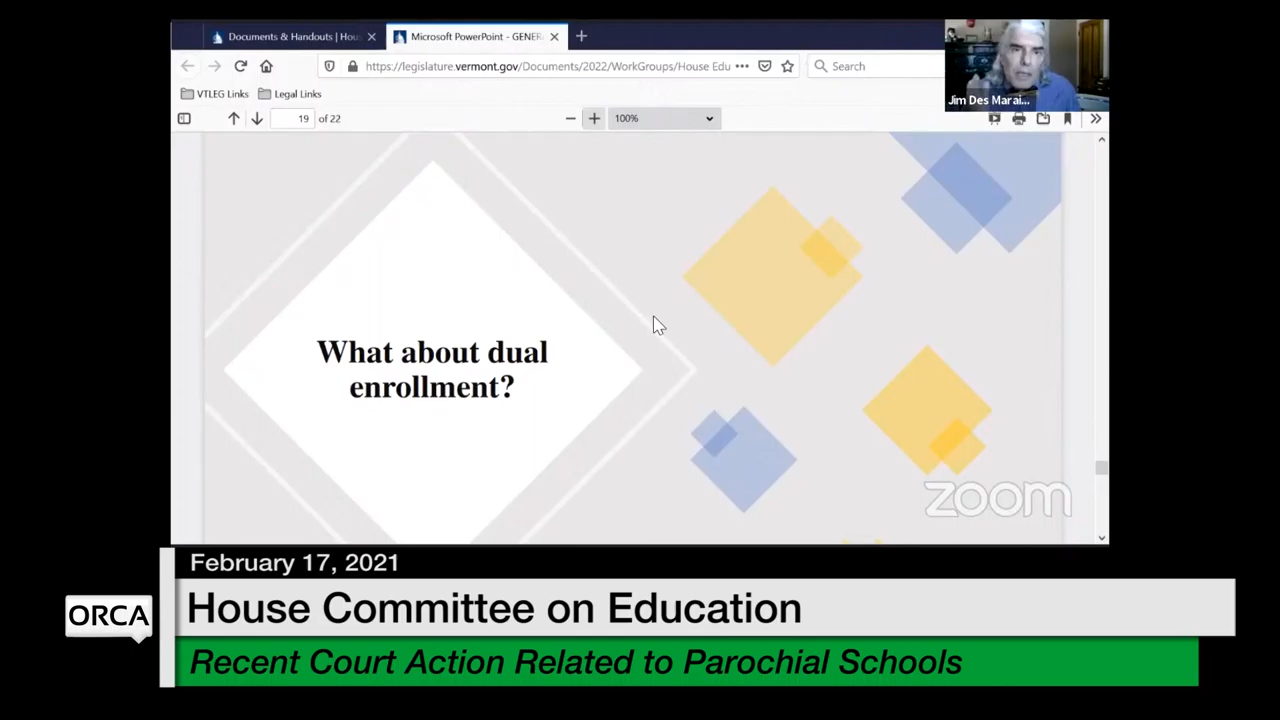 Documents & Handouts | Hou
Microsoft PowerPoint - GENERA
https://legislature.vermont.gov/Documents/2022/WorkGroups/House Edu
Search
VTLEG Links
Legal Links
Jim Des Marai...
19 of 22
100%
What about dual
enrollment?
zoom
February 17, 2021
ORCA
House Committee on Education
Recent Court Action Related to Parochial Schools